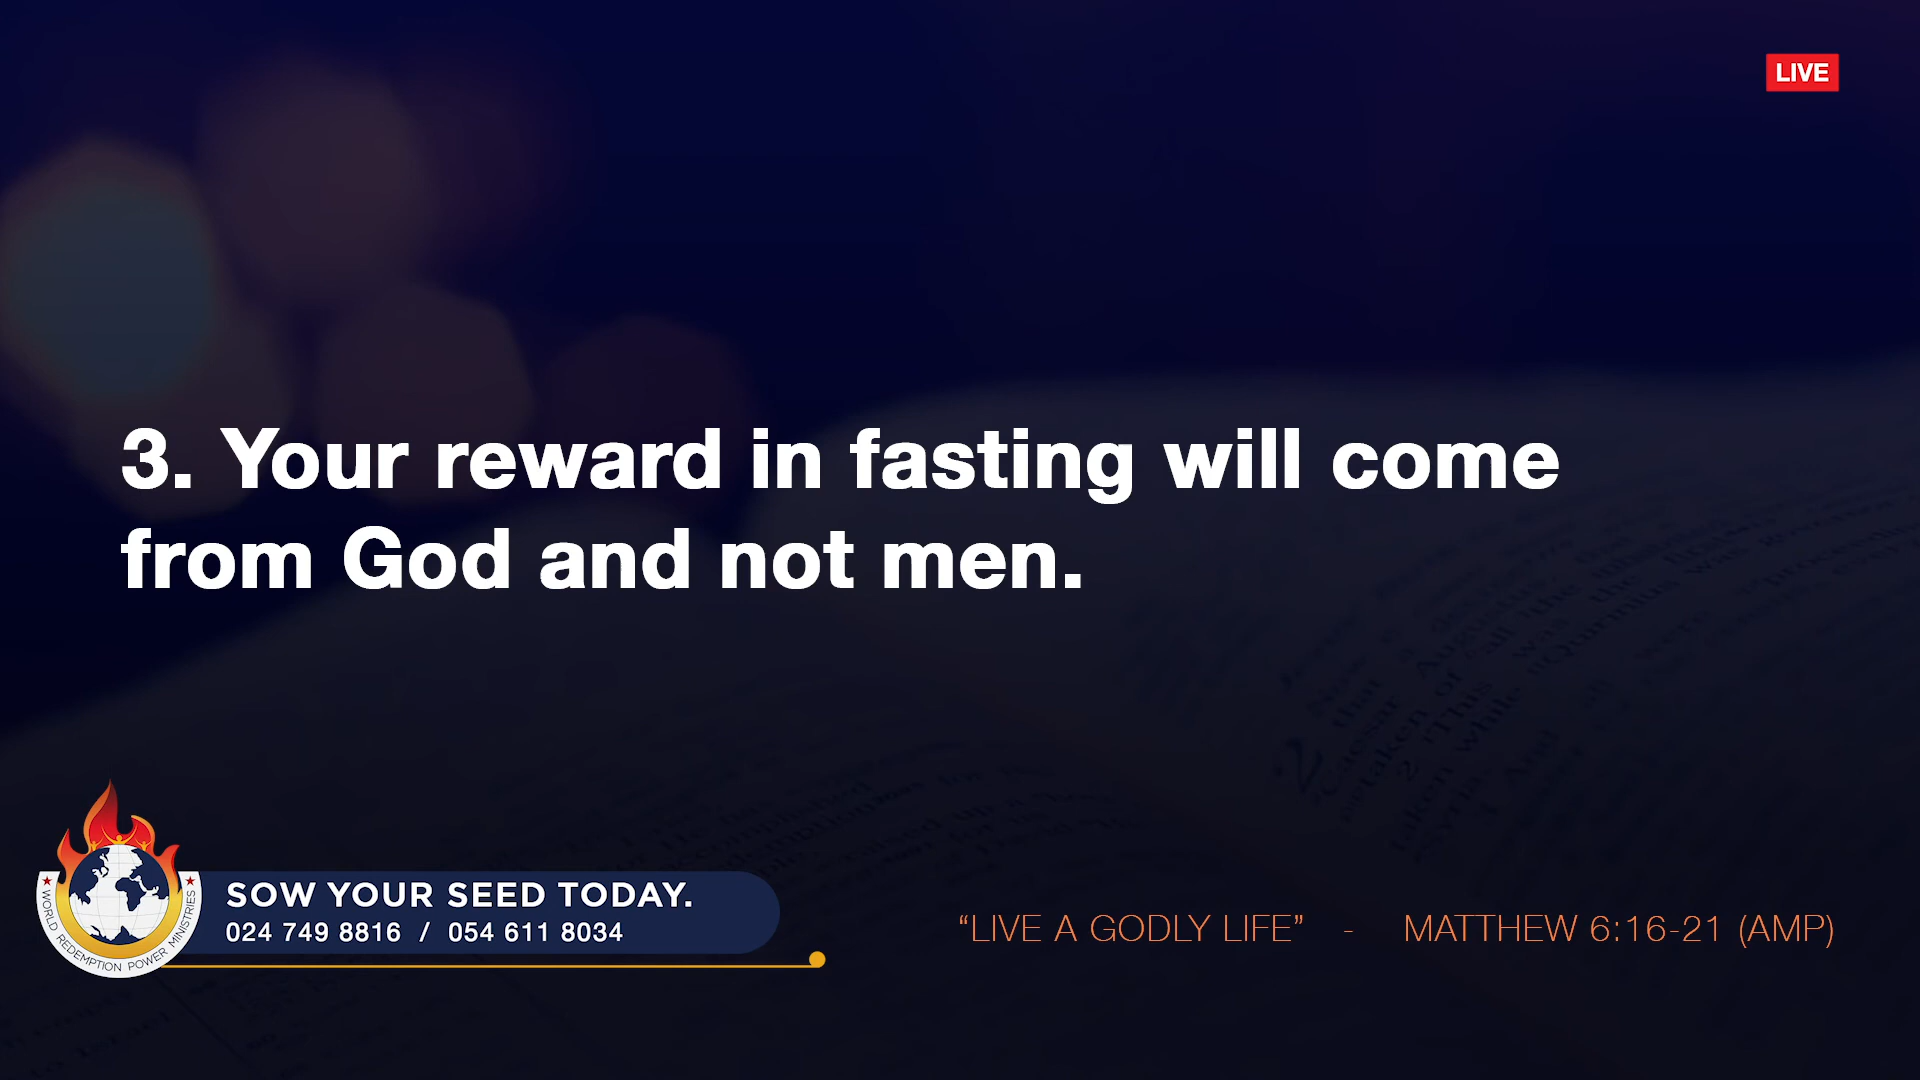 LIVE
3. Your reward in fasting will come
from God and not men.
WORLD REDEMPTION POWER MINISTRIES
SOW YOUR SEED TODAY.
024 749 8816 / 054 611 8034
“LIVE A GODLY LIFE” - MATTHEW 6:16-21 (AMP)